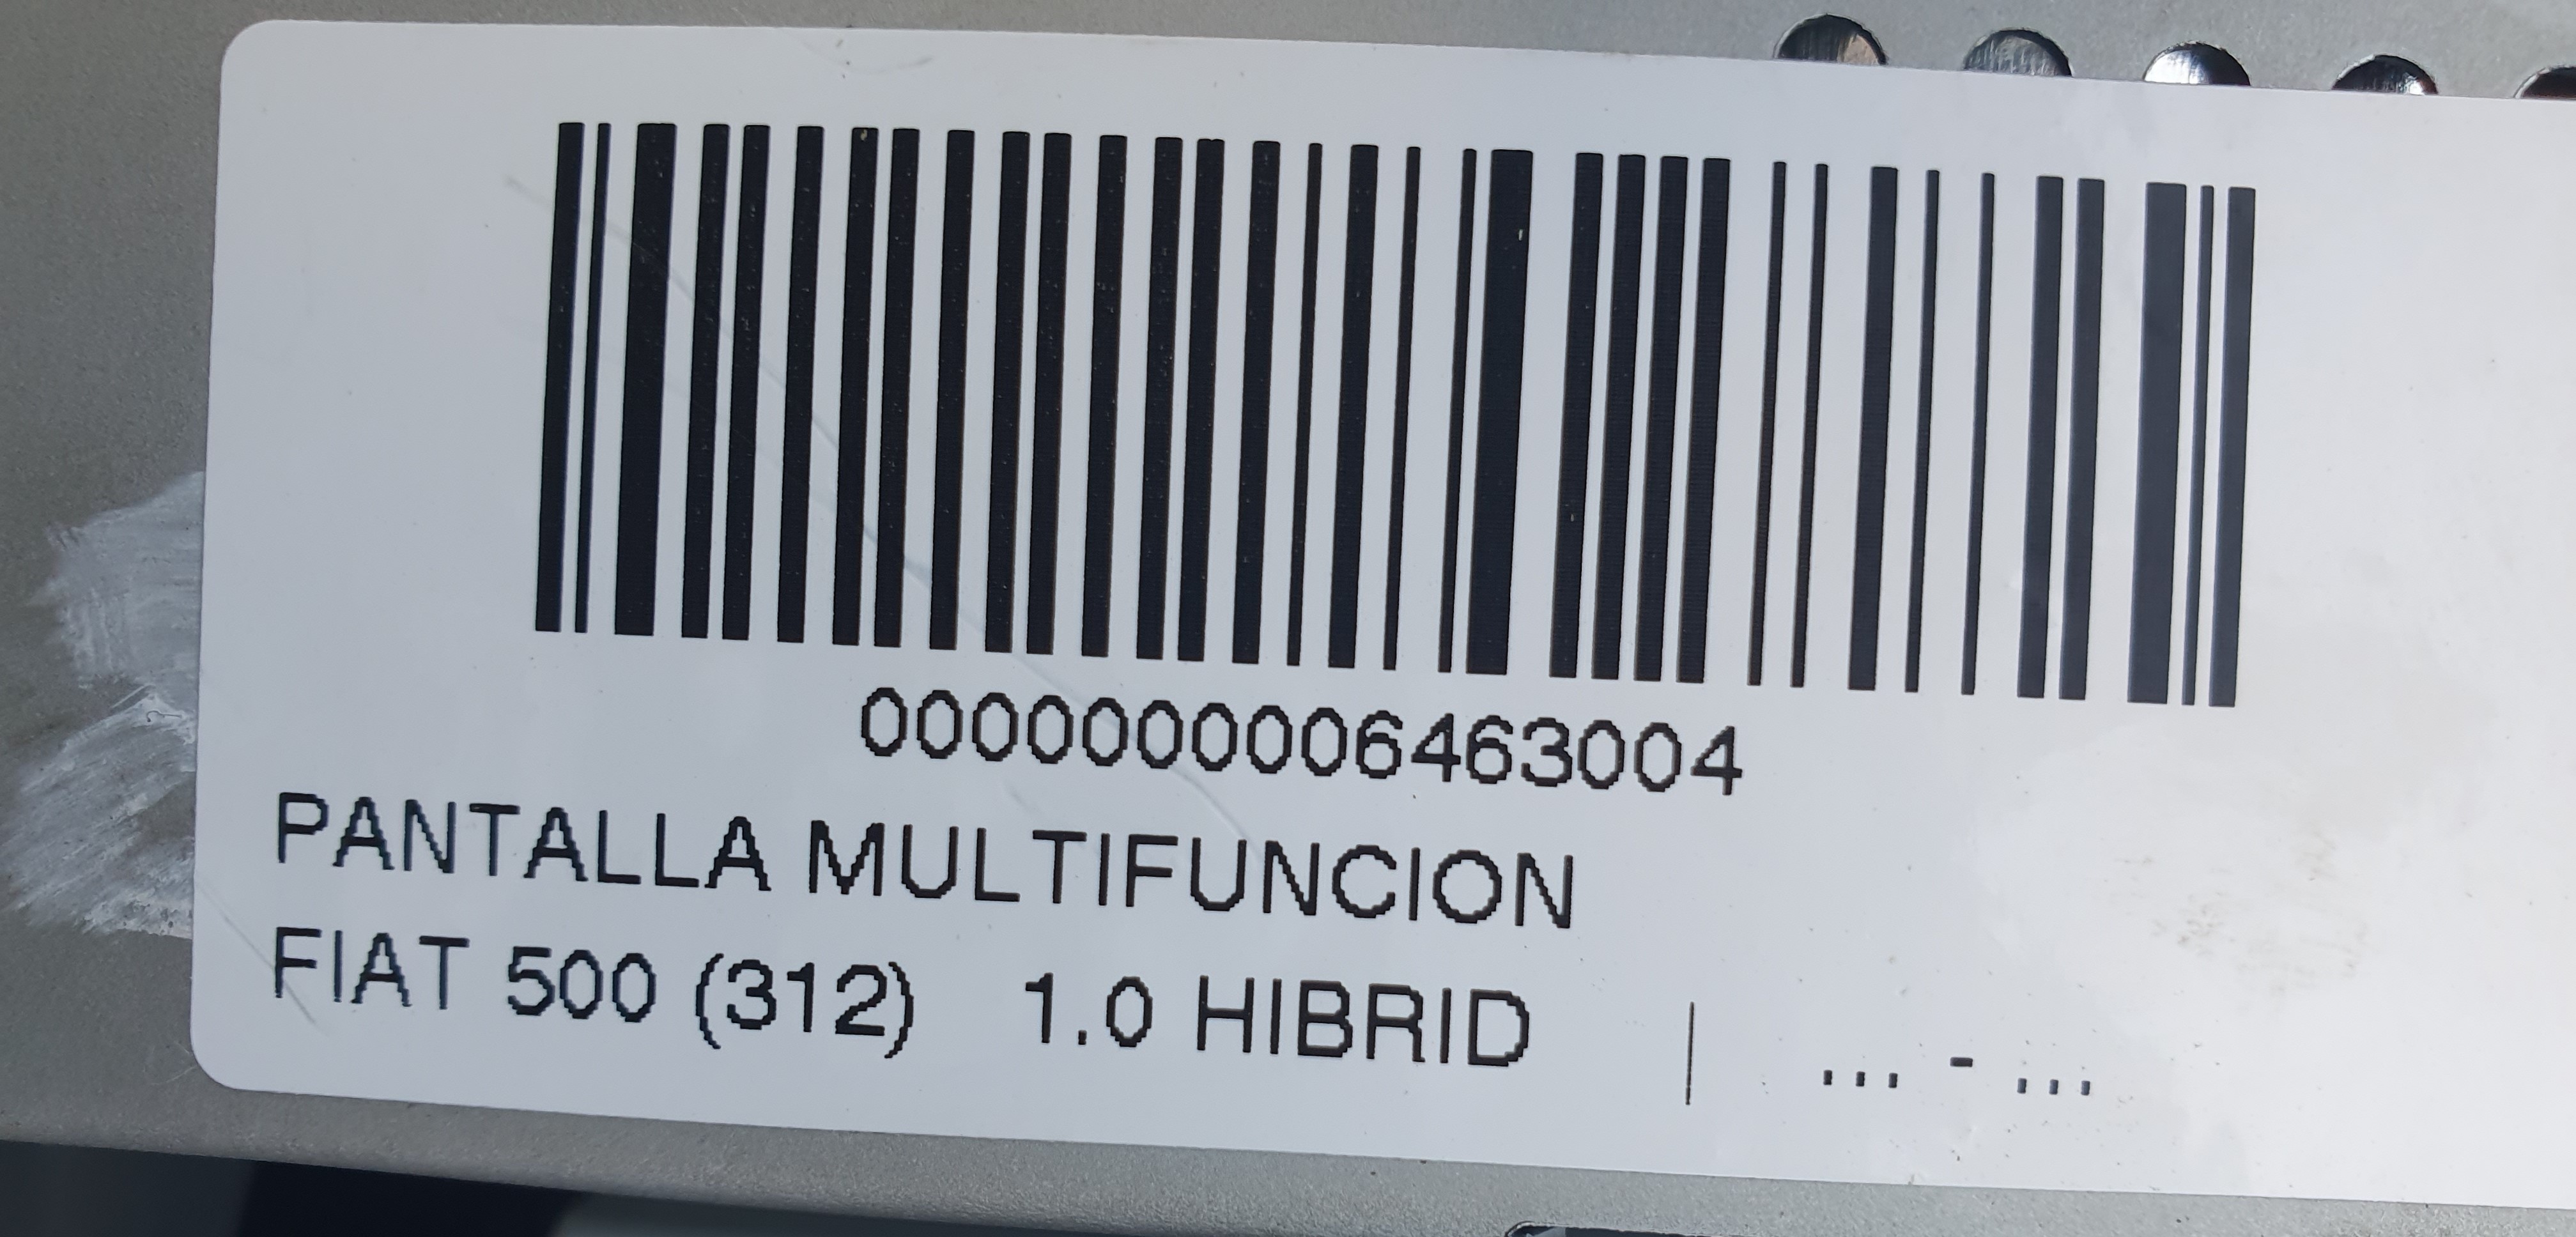 0000000006463004
PANTALLA MULTIFUNCION
FIAT 500 (312) 1.0 HIBRID | ... - ...